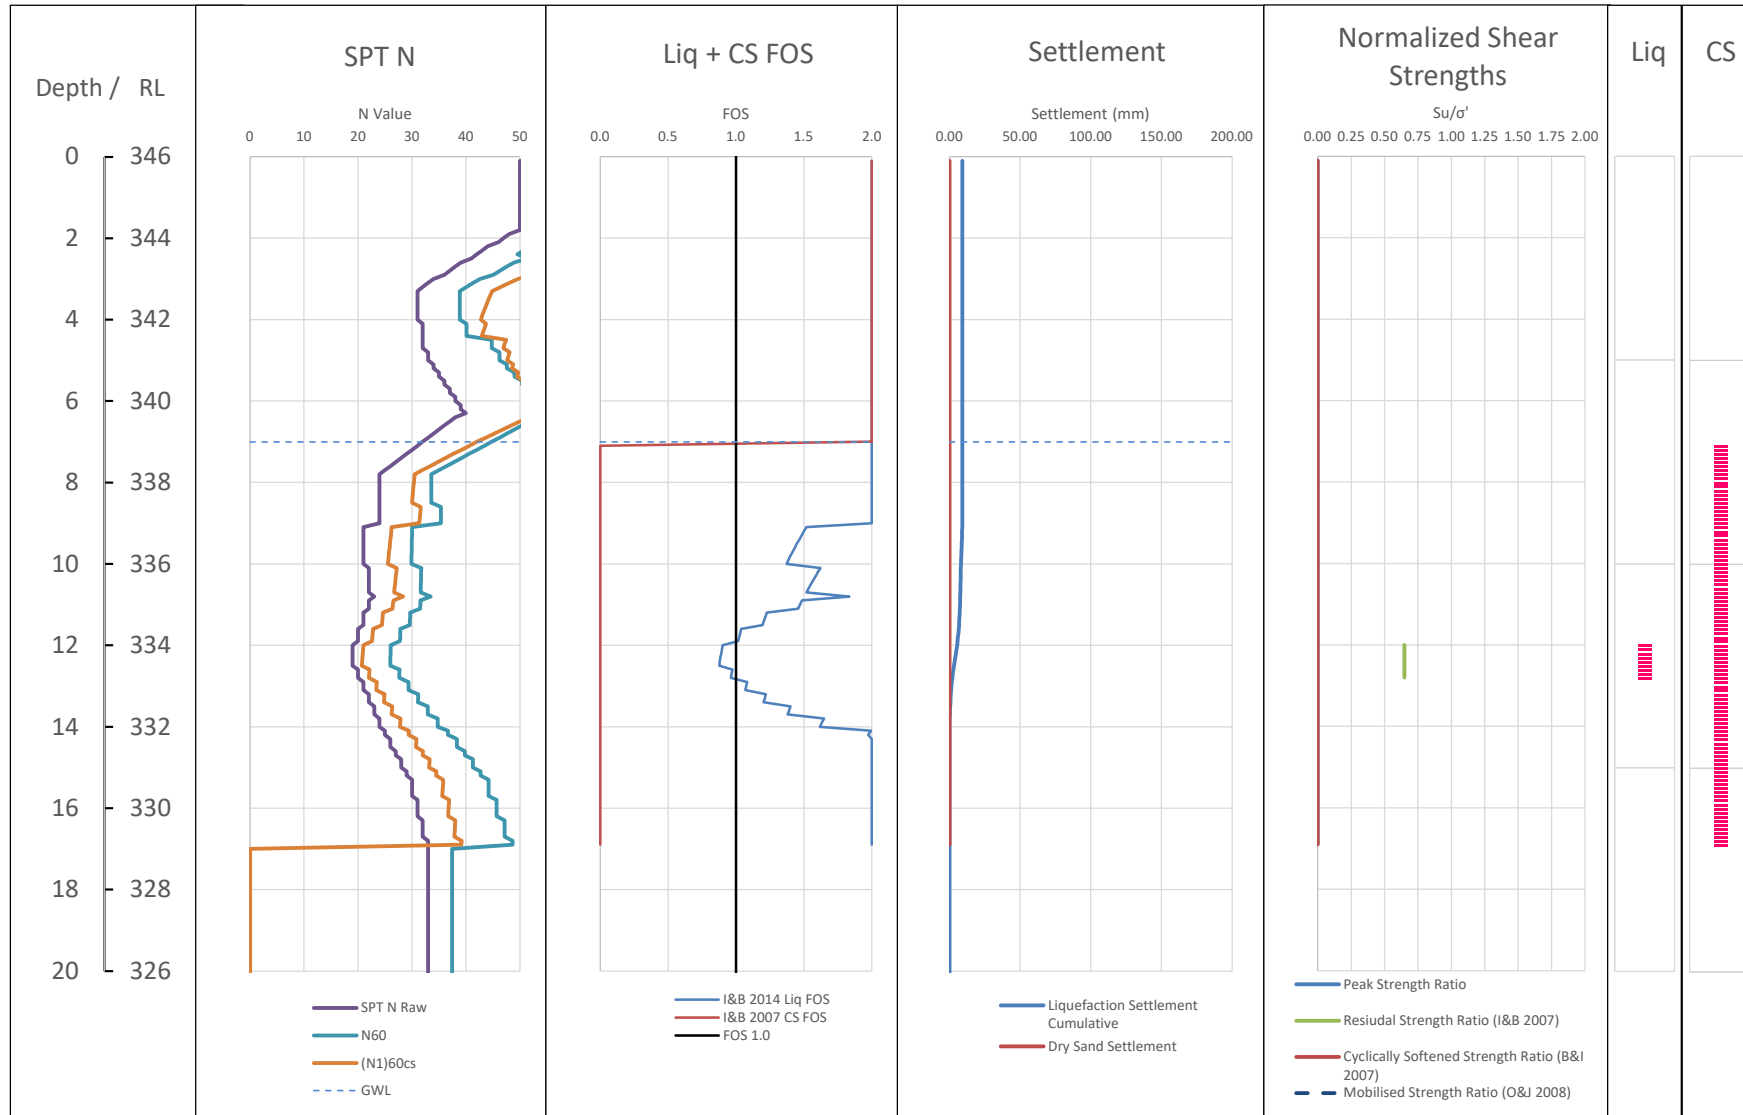 Depth / RL
0 346
2 344
4 342
6 340
8 338
10 336
12 334
14 332
16 330
18 328
20 326
SPT N
N Value
0 10 20 30 40 50
SPT N Raw
N60
(N1)60cs
GWL
Liq + CS FOS
FOS
0.0 0.5 1.0 1.5 2.0
I&B 2014 Liq FOS
I&B 2007 CS FOS
FOS 1.0
Settlement
Settlement (mm)
0.00 50.00 100.00 150.00 200.00
Liquefaction Settlement
Cumulative
Dry Sand Settlement
Normalized Shear
Strengths
Su/σ'
0.00 0.25 0.50 0.75 1.00 1.25 1.50 1.75 2.00
Peak Strength Ratio
Resiudal Strength Ratio (I&B 2007)
Cyclically Softened Strength Ratio (B&I
2007)
Mobilised Strength Ratio (O&J 2008)
Liq
CS